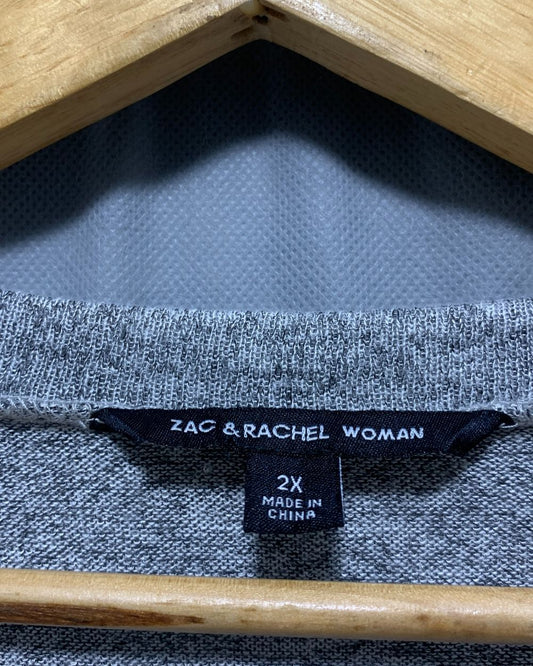 ZAC & RACHEL WOMAN
2X
MADE IN
CHINA